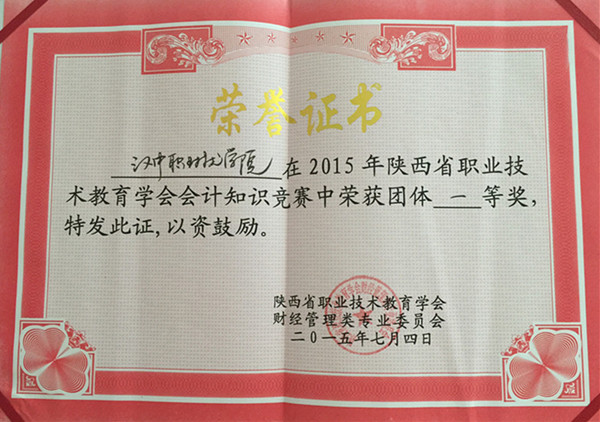 荣誉证书
汉中职业技术学院 在2015年陕西省职业技
术教育学会会计知识竞赛中荣获团体 一 等奖,
特发此证,以资鼓励。
陕西省职业技术教育学会
财经管理类专业委员会
二〇一五年七月四日